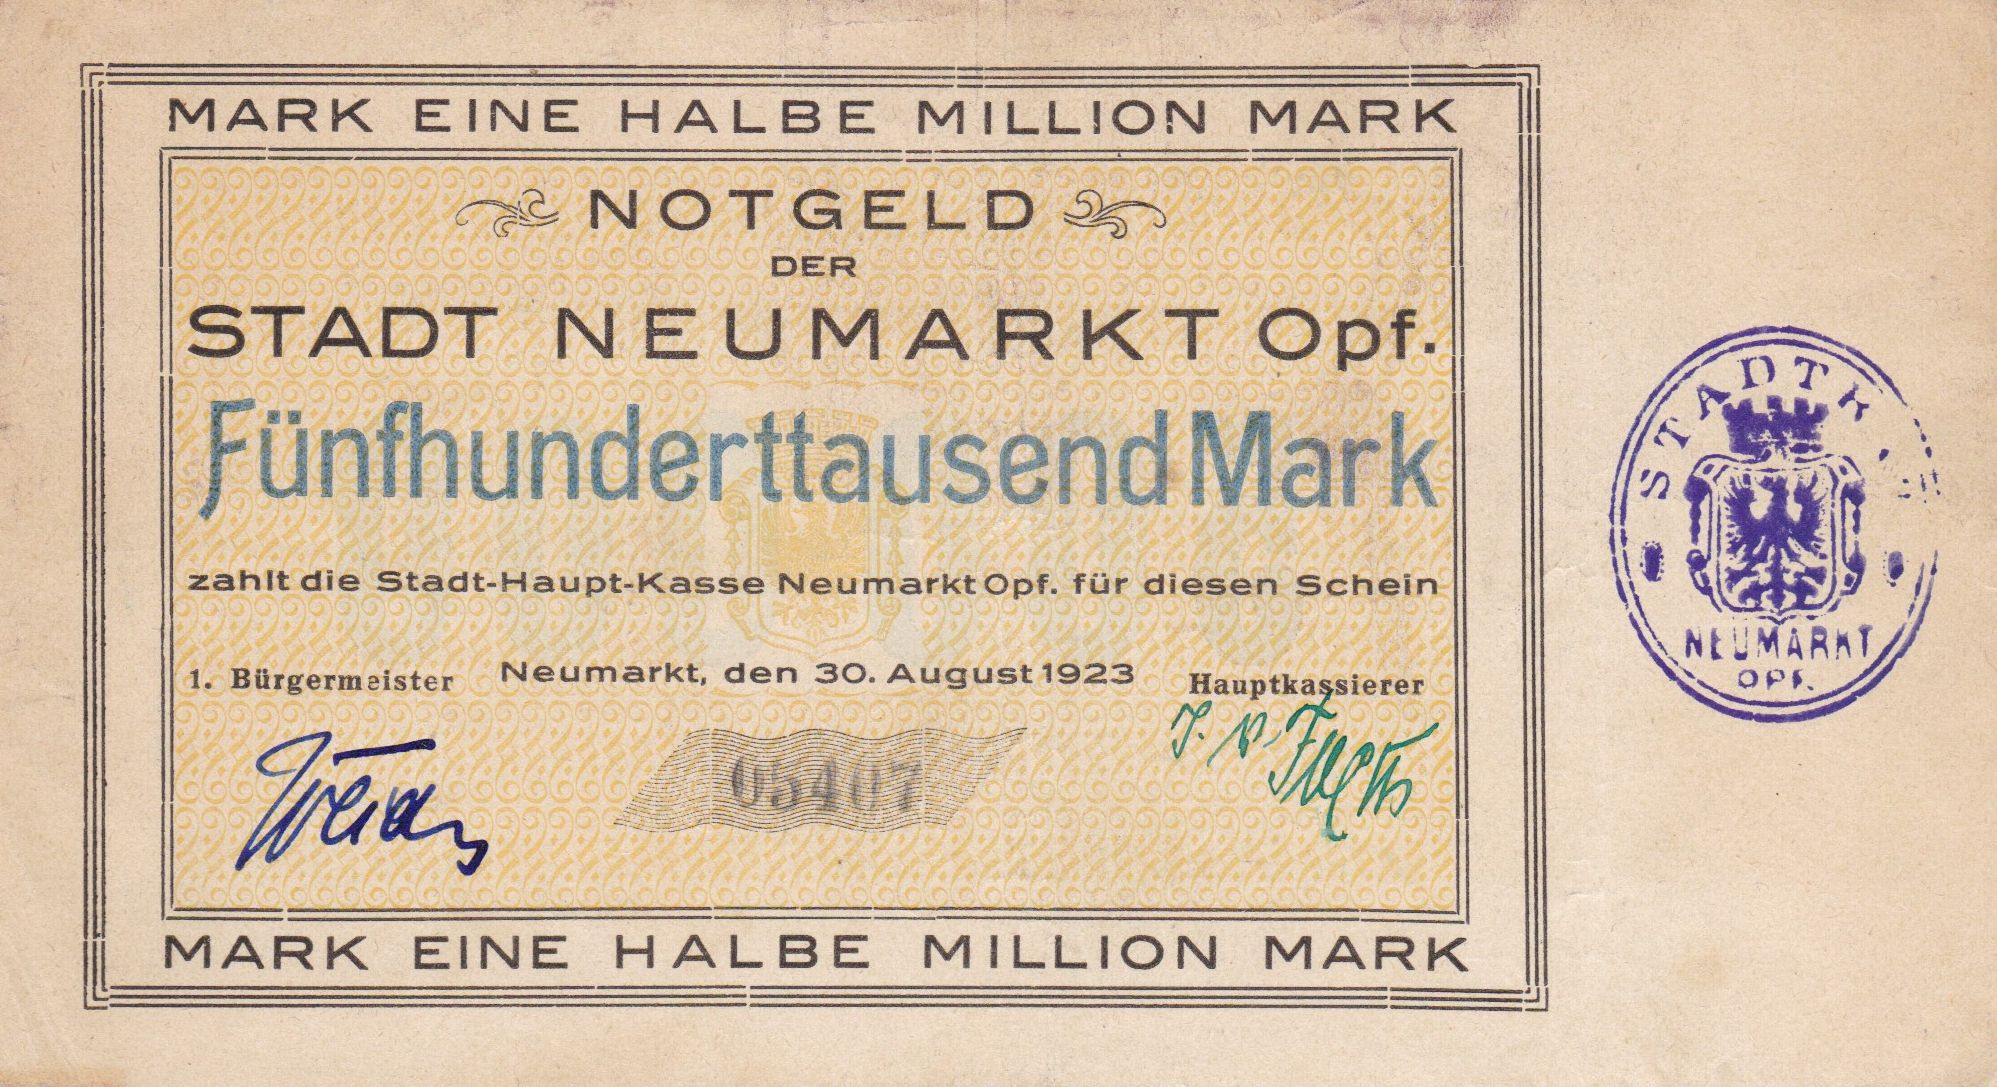 MARK EINE HALBE MILLION MARK
NOTGELD
DER
STADT NEUMARKT Opf.
Fünfhunderttausend Mark
zahlt die Stadt-Haupt-Kasse Neumarkt Opf. für diesen Schein
1. Bürgermeister
Neumarkt, den 30. August 1923
Hauptkassierer
05407
MARK EINE HALBE MILLION MARK
NEUMARKT
OPF.